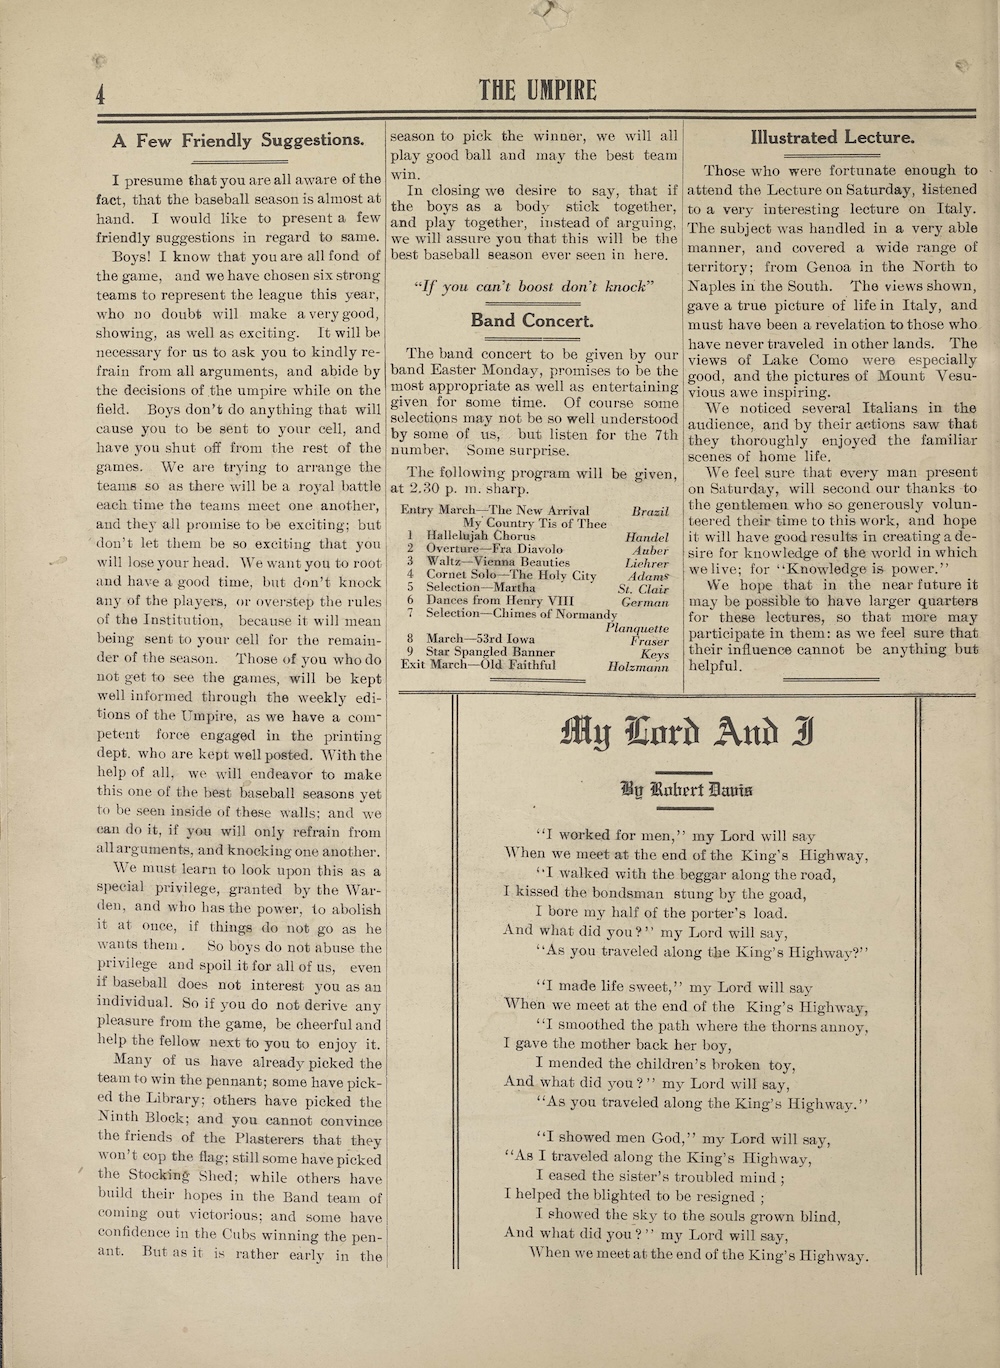 4
THE UMPIRE
A Few Friendly Suggestions.
I presume that you are all aware of the
fact, that the baseball season is almost at
hand. I would like to present a few
friendly suggestions in regard to same.
Boys! I know that you are all fond of
the game, and we have chosen six strong
teams to represent the league this year,
who no doubt will make a very good,
showing, as well as exciting. It will be
necessary for us to ask you to kindly re-
frain from all arguments, and abide by
the decisions of the umpire while on the
field. Boys don't do anything that will
cause you to be sent to your cell, and
have you shut off from the rest of the
games. We are trying to arrange the
teams so as there will be a royal battle
each time the teams meet one another,
and they all promise to be exciting; but
don't let them be so exciting that you
will lose your head. We want you to root
and have a good time, but don't knock
any of the players, or overstep the rules
of the Institution, because it will mean
being sent to your cell for the remain-
der of the season. Those of you who do
not get to see the games, will be kept
well informed through the weekly edi-
tions of the Umpire, as we have a com-
petent force engaged in the printing
dept. who are kept well posted. With the
help of all, we will endeavor to make
this one of the best baseball seasons yet
to be seen inside of these walls; and we
can do it, if you will only refrain from
all arguments, and knocking one another.
We must learn to look upon this as a
special privilege, granted by the War-
den, and who has the power, to abolish
it at once, if things do not go as he
wants them. So boys do not abuse the
privilege and spoil it for all of us, even
if baseball does not interest you as an
individual. So if you do not derive any
pleasure from the game, be cheerful and
help the fellow next to you to enjoy it.
Many of us have already picked the
team to win the pennant; some have pick-
ed the Library; others have picked the
Ninth Block; and you cannot convince
the friends of the Plasterers that they
won't cop the flag; still some have picked
the Stocking Shed; while others have
build their hopes in the Band team of
coming out victorious; and some have
confidence in the Cubs winning the pen-
ant. But as it is rather early in the
season to pick the winner, we will all
play good ball and may the best team
win.
In closing we desire to say, that if
the boys as a body stick together,
and play together, instead of arguing,
we will assure you that this will be the
best baseball season ever seen in here.
"If you can't boost don't knock"
Band Concert.
The band concert to be given by our
band Easter Monday, promises to be the
most appropriate as well as entertaining
given for some time. Of course some
selections may not be so well understood
by some of us, but listen for the 7th
number. Some surprise.
The following program will be given,
at 2.30 p. m. sharp.
Entry March—The New Arrival Brazil
My Country Tis of Thee
1 Hallelujah Chorus Handel
2 Overture—Fra Diavolo Auber
3 Waltz—Vienna Beauties Liehrer
4 Cornet Solo—The Holy City Adams
5 Selection—Martha St. Clair
6 Dances from Henry VIII German
7 Selection—Chimes of Normandy
Planquette
8 March—53rd Iowa Fraser
9 Star Spangled Banner Keys
Exit March—Old Faithful Holzmann
Illustrated Lecture.
Those who were fortunate enough to
attend the Lecture on Saturday, listened
to a very interesting lecture on Italy.
The subject was handled in a very able
manner, and covered a wide range of
territory; from Genoa in the North to
Naples in the South. The views shown,
gave a true picture of life in Italy, and
must have been a revelation to those who
have never traveled in other lands. The
views of Lake Como were especially
good, and the pictures of Mount Vesu-
vious awe inspiring.
We noticed several Italians in the
audience, and by their actions saw that
they thoroughly enjoyed the familiar
scenes of home life.
We feel sure that every man present
on Saturday, will second our thanks to
the gentlemen who so generously volun-
teered their time to this work, and hope
it will have good results in creating a de-
sire for knowledge of the world in which
we live; for "Knowledge is power."
We hope that in the near future it
may be possible to have larger quarters
for these lectures, so that more may
participate in them: as we feel sure that
their influence cannot be anything but
helpful.
My Lord And I
By Robert Davis
"I worked for men," my Lord will say
When we meet at the end of the King's Highway,
"I walked with the beggar along the road,
I kissed the bondsman stung by the goad,
I bore my half of the porter's load.
And what did you?" my Lord will say,
"As you traveled along the King's Highway?"
"I made life sweet," my Lord will say
When we meet at the end of the King's Highway,
"I smoothed the path where the thorns annoy,
I gave the mother back her boy,
I mended the children's broken toy,
And what did you?" my Lord will say,
"As you traveled along the King's Highway."
"I showed men God," my Lord will say,
"As I traveled along the King's Highway,
I eased the sister's troubled mind;
I helped the blighted to be resigned;
I showed the sky to the souls grown blind,
And what did you?" my Lord will say,
When we meet at the end of the King's Highway.